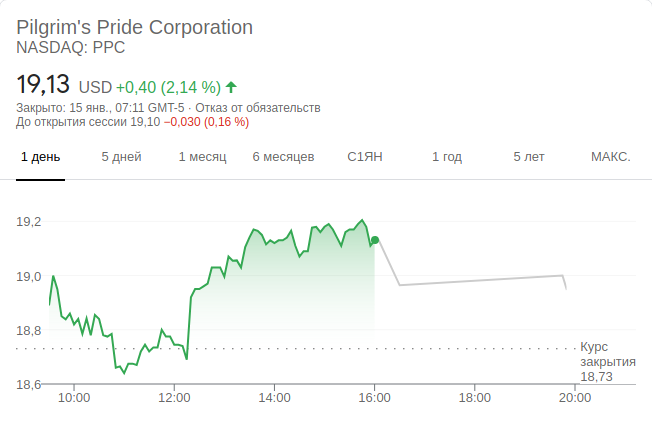 Pilgrim's Pride Corporation
NASDAQ: PPC
19,13 USD +0,40 (2,14 %)
Закрыто: 15 янв., 07:11 GMT-5 · Отказ от обязательств
До открытия сессии 19,10 −0,030 (0,16 %)
1 день 5 дней 1 месяц 6 месяцев С1ЯН 1 год 5 лет МАКС.
19,2
19,0
18,8
Курс
закрытия
18,73
18,6
10:00 12:00 14:00 16:00 18:00 20:00